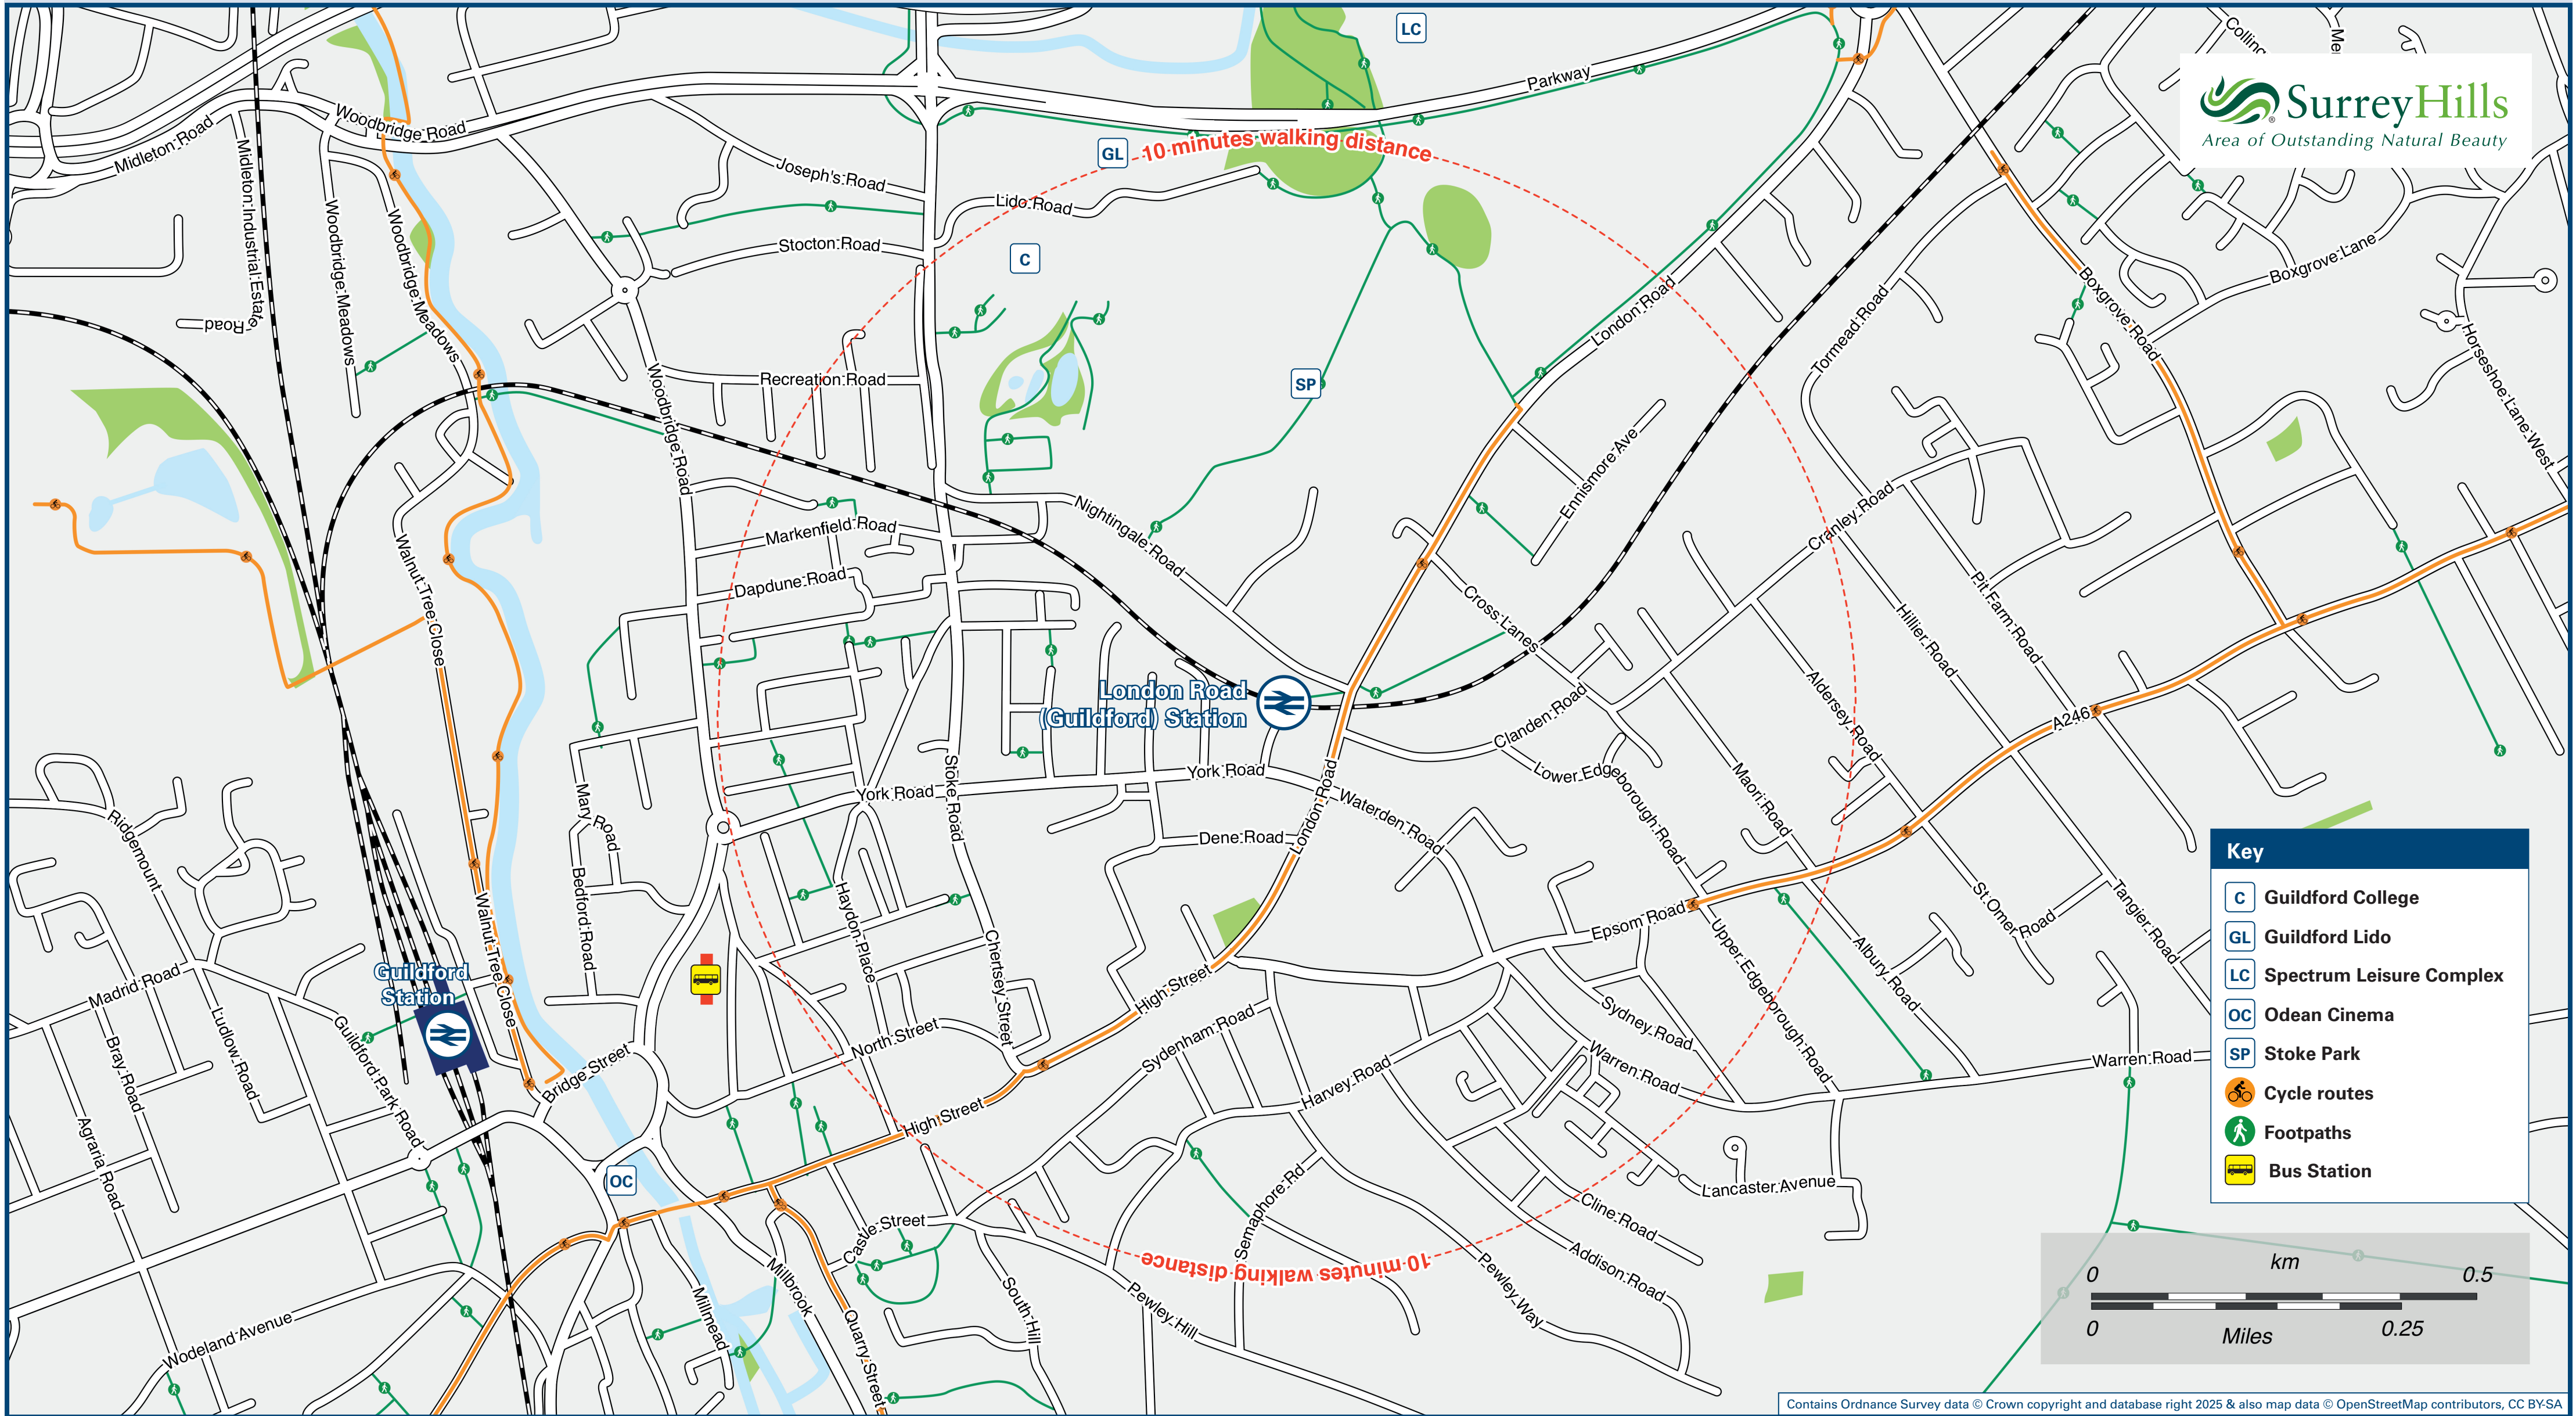 LC
Collinc
Me
Parkway
SurreyHills
®
Area of Outstanding Natural Beauty
Woodbridge Road
Midleton Road
GL
10 minutes walking distance
Joseph's Road
Midleton Industrial Estate
Road
Woodbridge Meadows
Woodbridge Meadows
Lido Road
Stocton Road
C
Boxgrove Lane
Boxgrove Road
London Road
Tormead Road
Horseshoe Lane West
Recreation Road
SP
Woodbridge Road
Ennismore Ave
Cranley Road
Nightingale Road
Markenfield Road
Dapdune Road
Walnut Tree Close
Cross Lanes
Pit Farm Road
Hillier Road
London Road
(Guildford) Station
Aldersey Road
Clanden Road
A246
Lower Edgeborough Road
York Road
York Road
Stoke Road
Mary Road
Maori Road
London Road
Waterden Road
Dene Road
Ridgemount
Bedford Road
Haydon Place
Walnut Tree Close
Epsom Road
St. Omer Road
Tangier Road
Key
C Guildford College
GL Guildford Lido
LC Spectrum Leisure Complex
OC Odean Cinema
SP Stoke Park
Cycle routes
Footpaths
Bus Station
Chertsey Street
Upper Edgeborough Road
Albury Road
Guildford
Station
Madrid Road
High Street
Ludlow Road
Bray Road
Guildford Park Road
North Street
Sydenham Road
Sydney Road
Warren Road
Warren Road
Bridge Street
Harvey Road
High Street
Agraria Road
OC
Lancaster Avenue
Semaphore Rd
Cline Road
Castle Street
Addison Road
10 minutes walking distance
Pewley Way
Millbrook
South Hill
Pewley Hill
Millmead
Quarry Street
Wodeland Avenue
km
0 0.5
0 Miles 0.25
Contains Ordnance Survey data © Crown copyright and database right 2025 & also map data © OpenStreetMap contributors, CC BY-SA